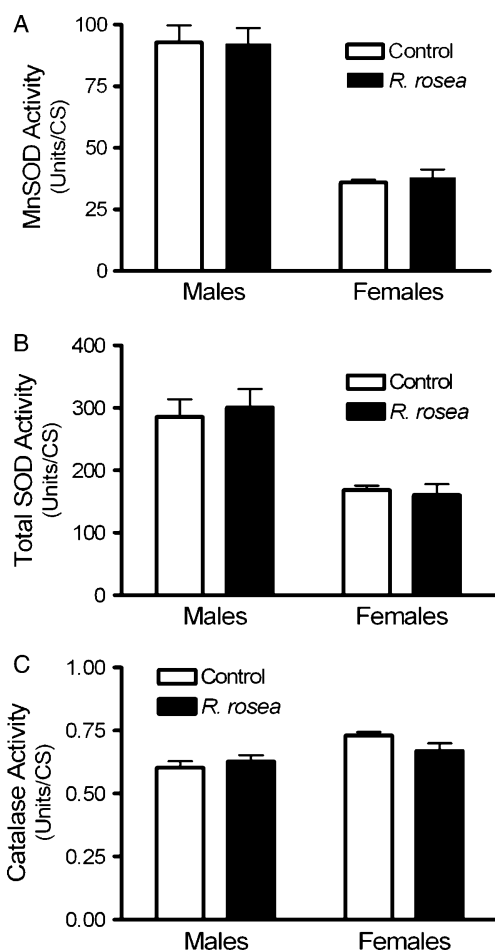 A
MnSOD Activity
(Units/CS)
100
75
50
25
0
Control
R. rosea
Males Females
B
Total SOD Activity
(Units/CS)
400
300
200
100
0
Control
R. rosea
Males Females
C
Catalase Activity
(Units/CS)
1.00
0.75
0.50
0.25
0.00
Control
R. rosea
Males Females